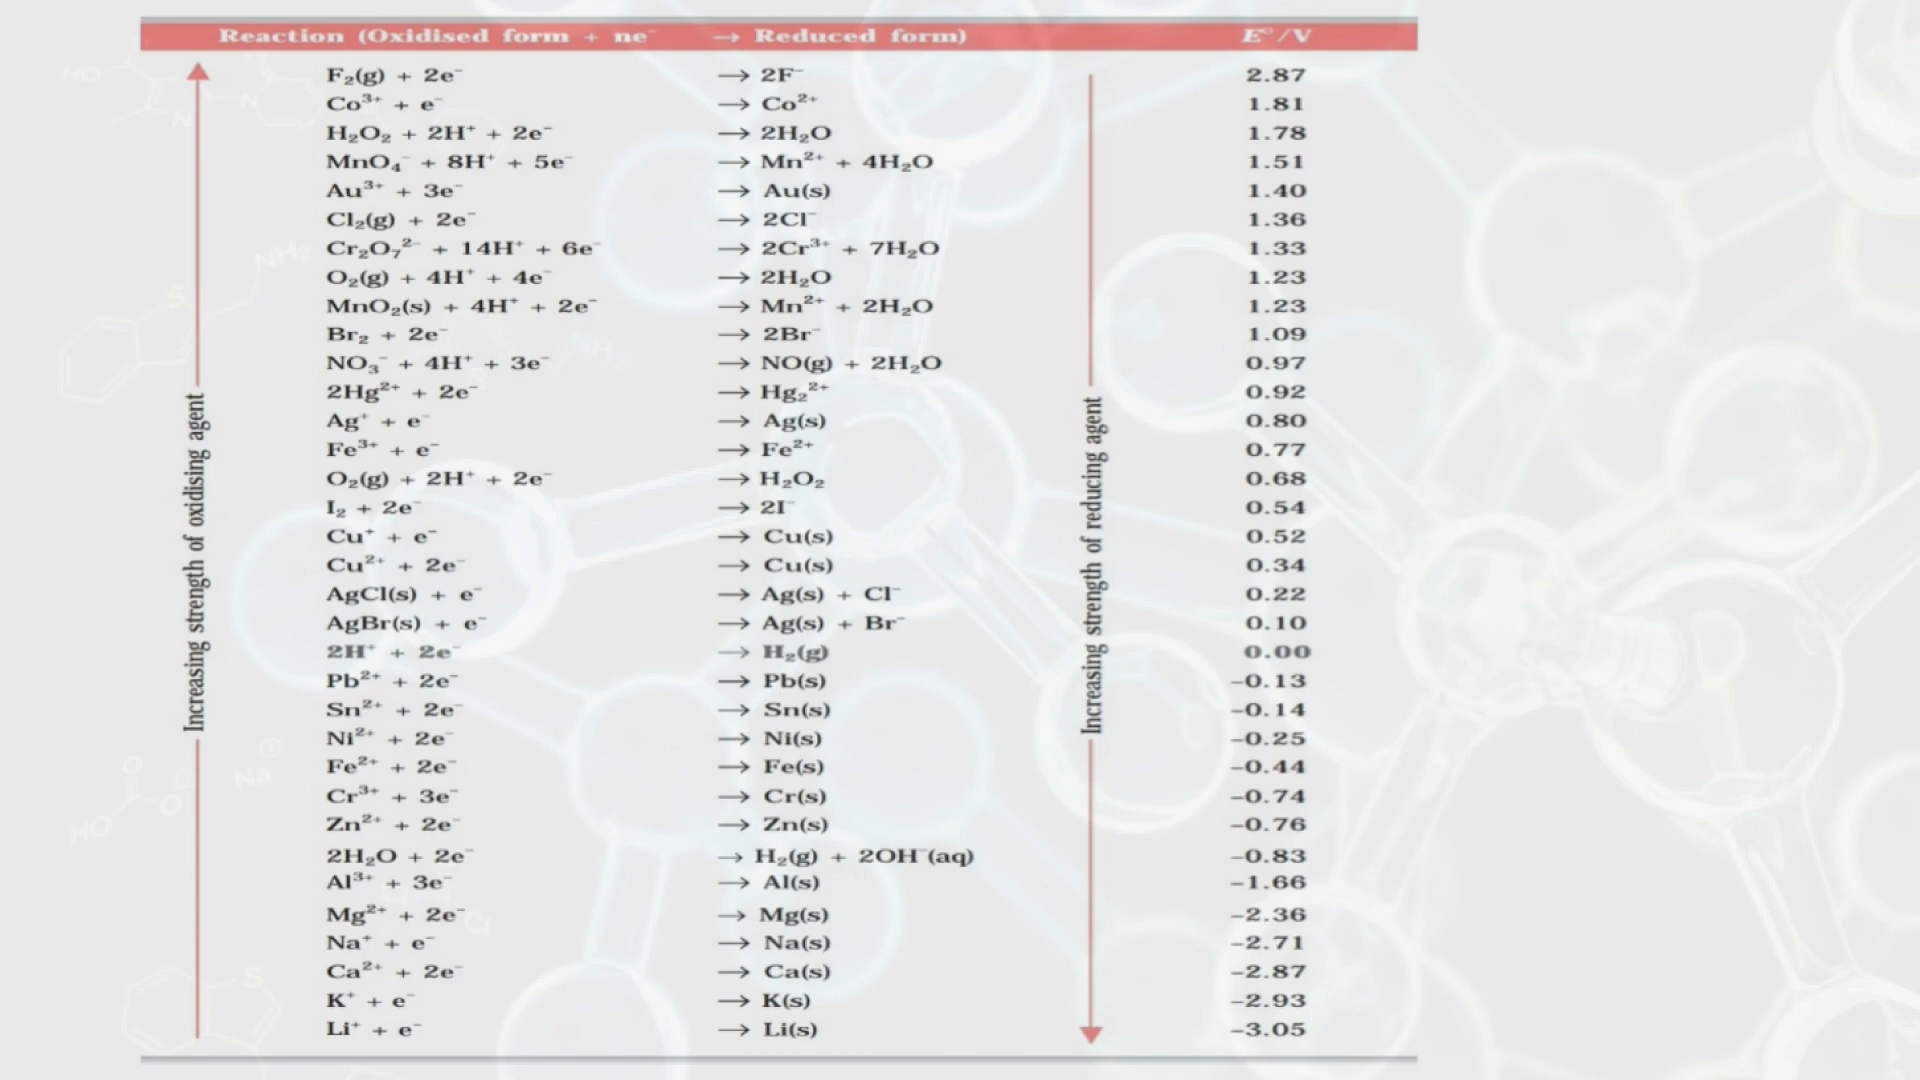 Reaction (Oxidised form + ne⁻ → Reduced form) E°/V
F₂(g) + 2e⁻ → 2F⁻ 2.87
Co³⁺ + e⁻ → Co²⁺ 1.81
H₂O₂ + 2H⁺ + 2e⁻ → 2H₂O 1.78
MnO₄⁻ + 8H⁺ + 5e⁻ → Mn²⁺ + 4H₂O 1.51
Au³⁺ + 3e⁻ → Au(s) 1.40
Cl₂(g) + 2e⁻ → 2Cl⁻ 1.36
Cr₂O₇²⁻ + 14H⁺ + 6e⁻ → 2Cr³⁺ + 7H₂O 1.33
O₂(g) + 4H⁺ + 4e⁻ → 2H₂O 1.23
MnO₂(s) + 4H⁺ + 2e⁻ → Mn²⁺ + 2H₂O 1.23
Br₂ + 2e⁻ → 2Br⁻ 1.09
NO₃⁻ + 4H⁺ + 3e⁻ → NO(g) + 2H₂O 0.97
2Hg²⁺ + 2e⁻ → Hg₂²⁺ 0.92
Ag⁺ + e⁻ → Ag(s) 0.80
Fe³⁺ + e⁻ → Fe²⁺ 0.77
O₂(g) + 2H⁺ + 2e⁻ → H₂O₂ 0.68
I₂ + 2e⁻ → 2I⁻ 0.54
Cu⁺ + e⁻ → Cu(s) 0.52
Cu²⁺ + 2e⁻ → Cu(s) 0.34
AgCl(s) + e⁻ → Ag(s) + Cl⁻ 0.22
AgBr(s) + e⁻ → Ag(s) + Br⁻ 0.10
2H⁺ + 2e⁻ → H₂(g) 0.00
Pb²⁺ + 2e⁻ → Pb(s) –0.13
Sn²⁺ + 2e⁻ → Sn(s) –0.14
Ni²⁺ + 2e⁻ → Ni(s) –0.25
Fe²⁺ + 2e⁻ → Fe(s) –0.44
Cr³⁺ + 3e⁻ → Cr(s) –0.74
Zn²⁺ + 2e⁻ → Zn(s) –0.76
2H₂O + 2e⁻ → H₂(g) + 2OH⁻(aq) –0.83
Al³⁺ + 3e⁻ → Al(s) –1.66
Mg²⁺ + 2e⁻ → Mg(s) –2.36
Na⁺ + e⁻ → Na(s) –2.71
Ca²⁺ + 2e⁻ → Ca(s) –2.87
K⁺ + e⁻ → K(s) –2.93
Li⁺ + e⁻ → Li(s) –3.05
Increasing strength of oxidising agent
Increasing strength of reducing agent